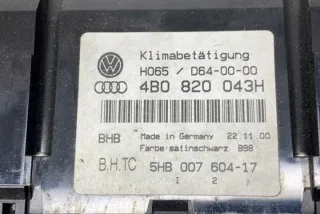 Klimabetätigung
H065 / D64-00-00
4B0 820 043H
BHB Made in Germany 22.11.00
Farbe satinschwarz B98
B.H.TC 5HB 007 604-17
1 2